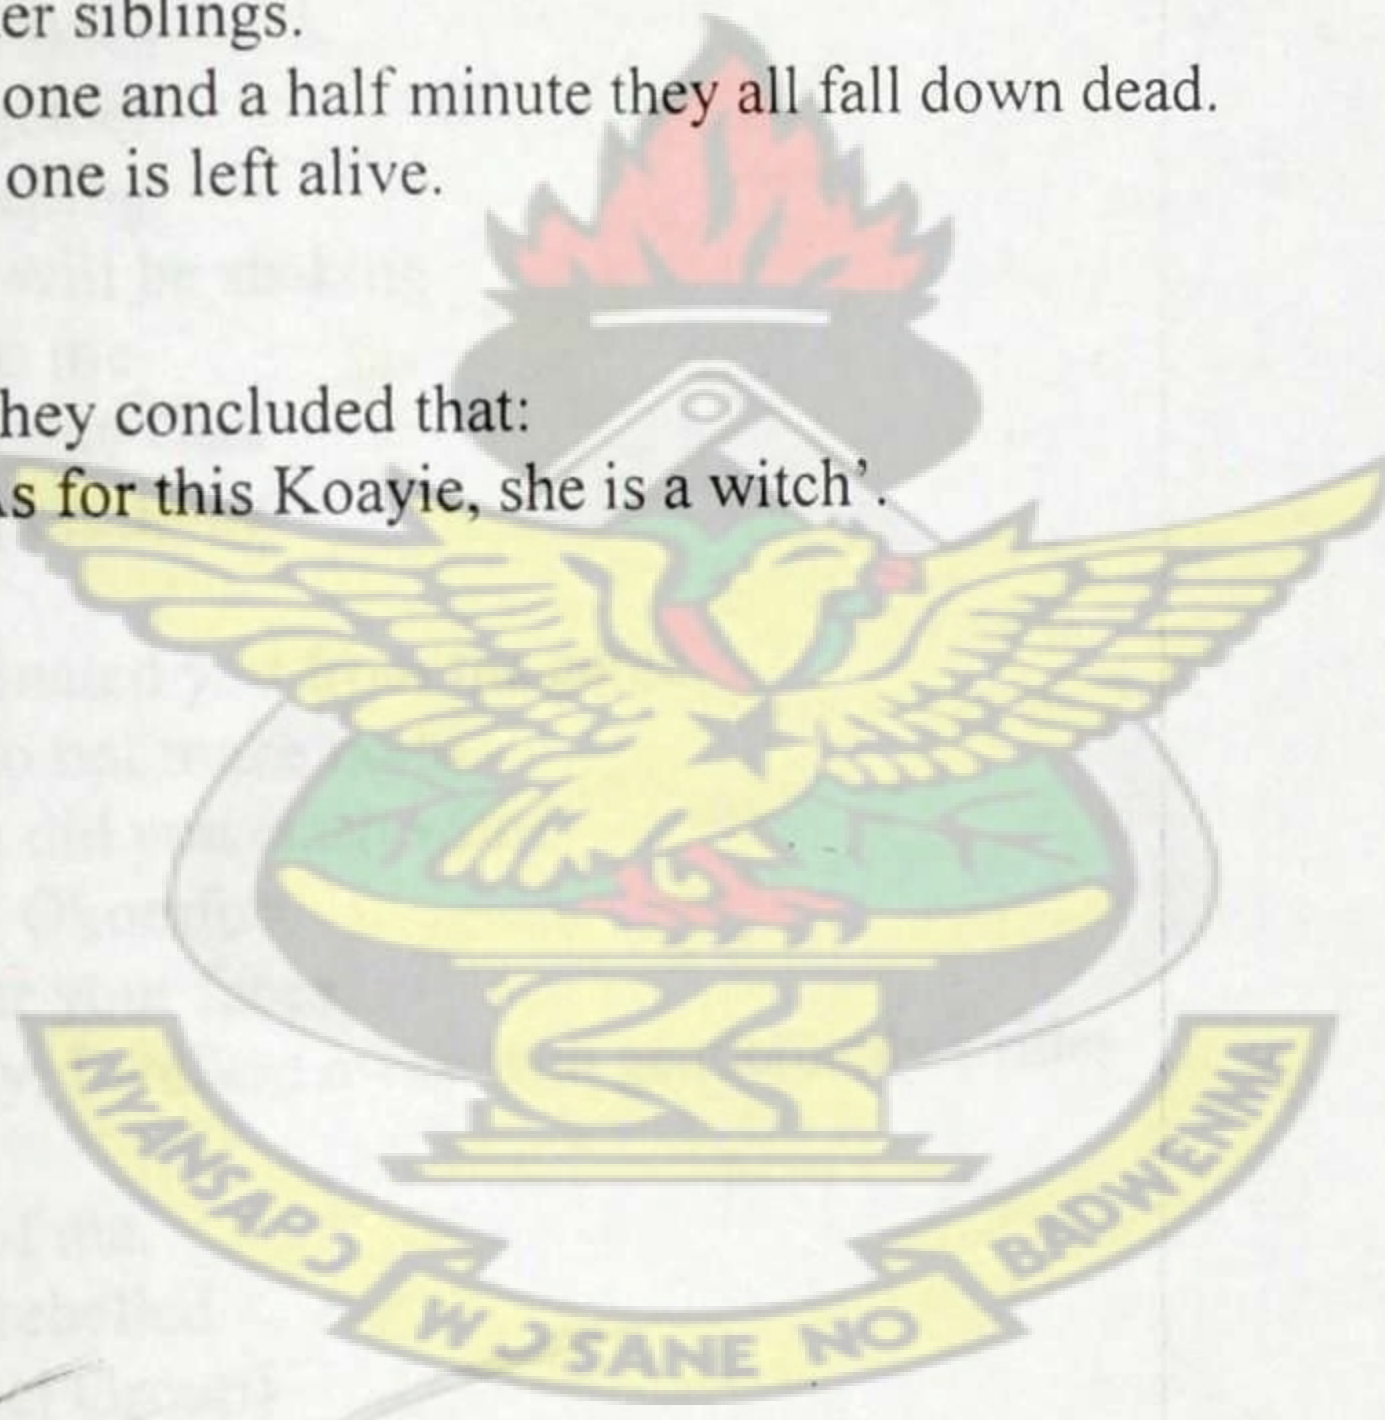 er siblings.
one and a half minute they all fall down dead.
one is left alive.
hey concluded that:
As for this Koayie, she is a witch’.
NYANSAPƆ
WƆSANE NO
BADWENMA